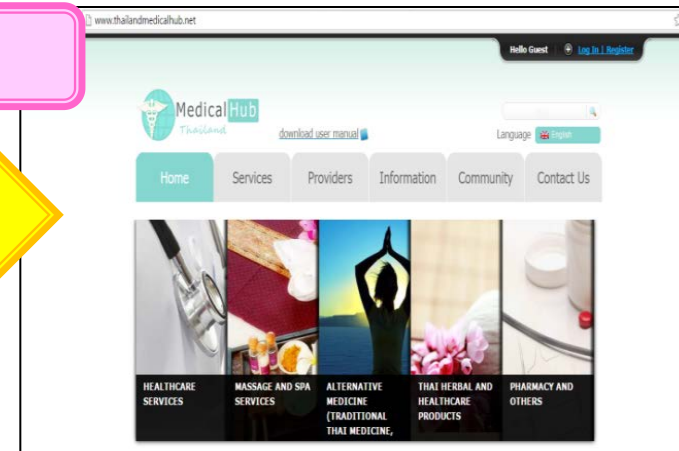 www.thailandmedicalhub.net
Hello Guest
Log In | Register
Medical Hub
Thailand
download user manual
Language
English
Home
Services
Providers
Information
Community
Contact Us
HEALTHCARE
SERVICES
MASSAGE AND SPA
SERVICES
ALTERNATIVE
MEDICINE
(TRADITIONAL
THAI MEDICINE,
THAI HERBAL AND
HEALTHCARE
PRODUCTS
PHARMACY AND
OTHERS